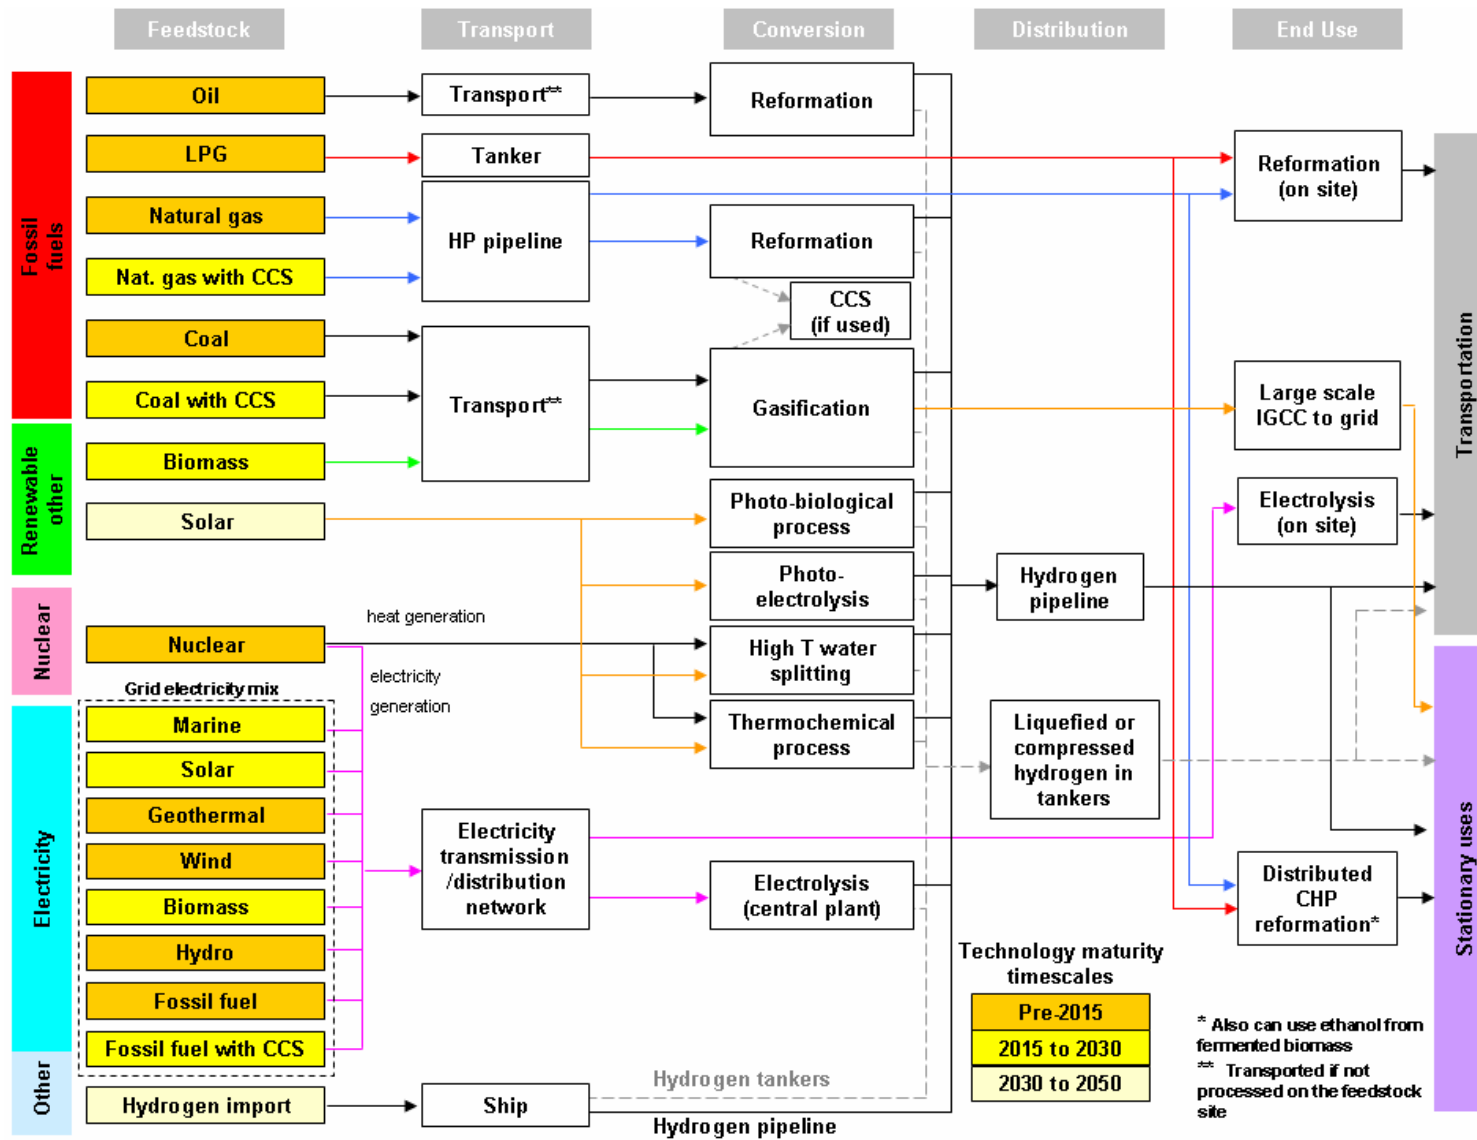 Feedstock
Transport
Conversion
Distribution
End Use
Fossil
fuels
Renewable
other
Nuclear
Electricity
Other
Oil
LPG
Natural gas
Nat. gas with CCS
Coal
Coal with CCS
Biomass
Solar
Nuclear
Grid electricity mix
Marine
Solar
Geothermal
Wind
Biomass
Hydro
Fossil fuel
Fossil fuel with CCS
Hydrogen import
Transport**
Tanker
HP pipeline
Transport**
heat generation
electricity
generation
Electricity
transmission
/distribution
network
Ship
Reformation
Reformation
CCS
(if used)
Gasification
Photo-biological
process
Photo-
electrolysis
High T water
splitting
Thermochemical
process
Electrolysis
(central plant)
Hydrogen tankers
Hydrogen pipeline
Hydrogen
pipeline
Liquefied or
compressed
hydrogen in
tankers
Technology maturity
timescales
Pre-2015
2015 to 2030
2030 to 2050
Reformation
(on site)
Large scale
IGCC to grid
Electrolysis
(on site)
Distributed
CHP
reformation*
* Also can use ethanol from
fermented biomass
** Transported if not
processed on the feedstock
site
Transportation
Stationary uses